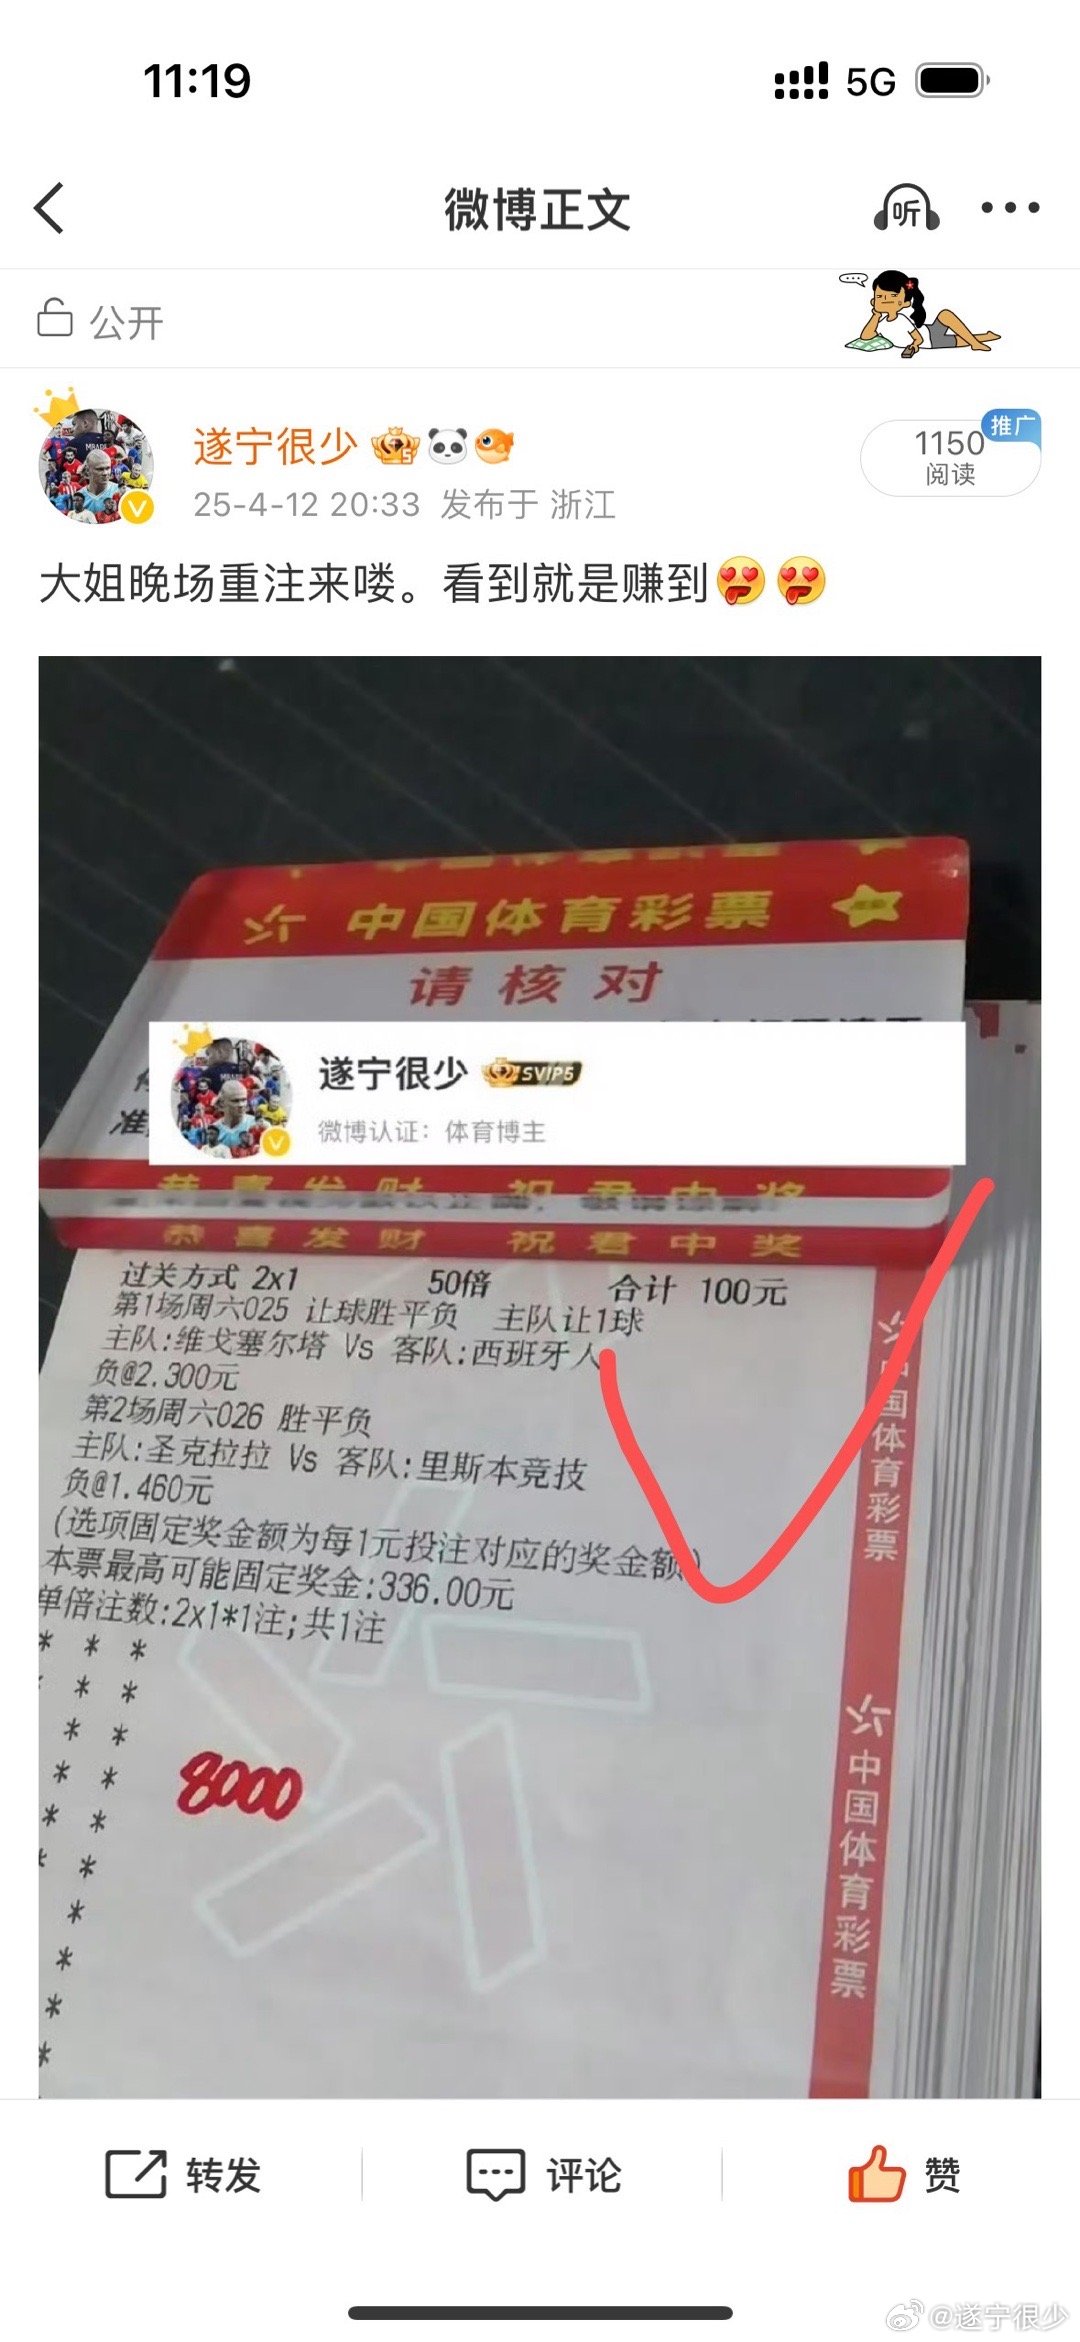 11:19 5G
微博正文 听
公开
遂宁很少
1150 推广
阅读
25-4-12 20:33 发布于 浙江
大姐晚场重注来喽。看到就是赚到
中国体育彩票
请核对
遂宁很少 SVIP5
微博认证：体育博主
准
恭喜发财 祝君中奖
恭喜发财 祝君中奖
过关方式 2x1 50倍 合计 100元
第1场周六025 让球胜平负 主队让1球
主队:维戈塞尔塔 Vs 客队:西班牙人
负@2.300元
第2场周六026 胜平负
主队:圣克拉拉 Vs 客队:里斯本竞技
负@1.460元
(选项固定奖金额为每1元投注对应的奖金额)
本票最高可能固定奖金:336.00元
单倍注数:2x1*1注;共1注
8000
中国体育彩票
中国体育彩票
转发 评论 赞
@遂宁很少